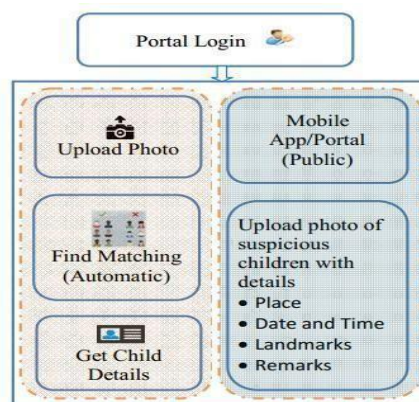 Portal Login
Upload Photo
Find Matching
(Automatic)
Get Child
Details
Mobile
App/Portal
(Public)
Upload photo of
suspicious
children with
details
• Place
• Date and Time
• Landmarks
• Remarks